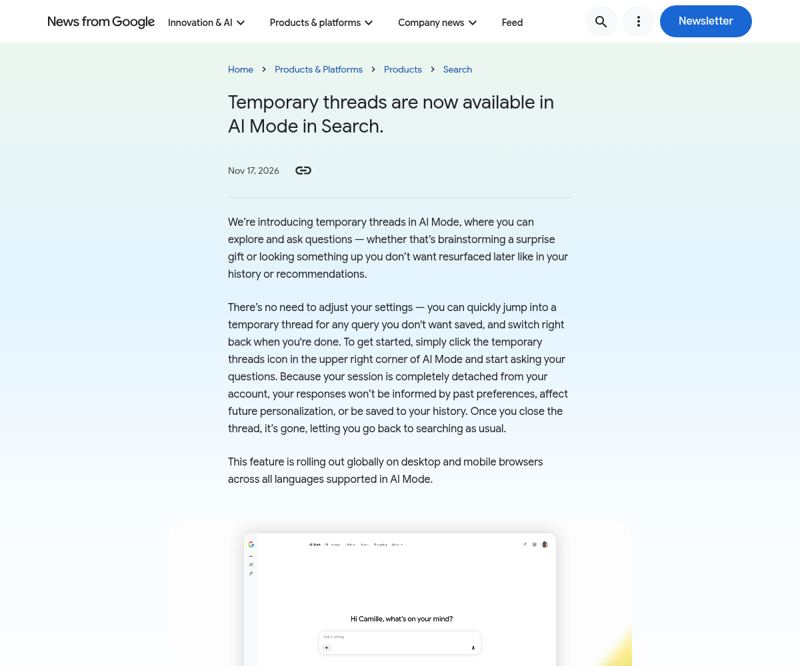 News from Google
Innovation & AI
Products & platforms
Company news
Feed
Newsletter
Home
Products & Platforms
Products
Search
Temporary threads are now available in
AI Mode in Search.
Nov 17, 2026
We're introducing temporary threads in AI Mode, where you can
explore and ask questions — whether that's brainstorming a surprise
gift or looking something up you don't want resurfaced later like in your
history or recommendations.
There's no need to adjust your settings — you can quickly jump into a
temporary thread for any query you don't want saved, and switch right
back when you're done. To get started, simply click the temporary
threads icon in the upper right corner of AI Mode and start asking your
questions. Because your session is completely detached from your
account, your responses won't be informed by past preferences, affect
future personalization, or be saved to your history. Once you close the
thread, it's gone, letting you go back to searching as usual.
This feature is rolling out globally on desktop and mobile browsers
across all languages supported in AI Mode.
Hi Camille, what's on your mind?